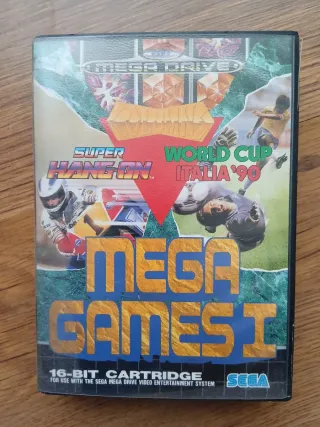 MEGA DRIVE
COLUMNS
SUPER
HANG-ON
WORLD CUP
ITALIA '90
MEGA
GAMES I
16-BIT CARTRIDGE
FOR USE WITH THE SEGA MEGA DRIVE VIDEO ENTERTAINMENT SYSTEM
SEGA